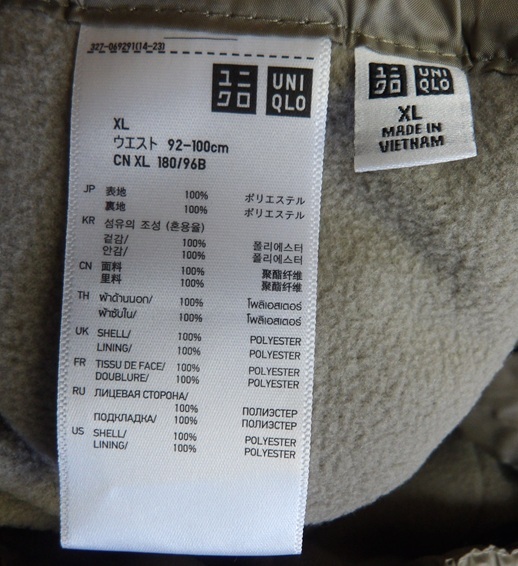 327-069291(14-23)
ユニ
クロ
UNI
QLO
XL
ウエスト 92-100cm
CN XL 180/96B
JP 表地 100% ポリエステル
裏地 100% ポリエステル
KR 섬유의 조성 (혼용율)
겉감/ 100% 폴리에스터
안감/ 100% 폴리에스터
CN 面料 100% 聚酯纤维
里料 100% 聚酯纤维
TH ผ้าด้านนอก/ 100% โพลิเอสเตอร์
ผ้าซับใน/ 100% โพลิเอสเตอร์
UK SHELL/ 100% POLYESTER
LINING/ 100% POLYESTER
FR TISSU DE FACE/ 100% POLYESTER
DOUBLURE/ 100% POLYESTER
RU ЛИЦЕВАЯ СТОРОНА/
100% ПОЛИЭСТЕР
ПОДКЛАДКА/ 100% ПОЛИЭСТЕР
US SHELL/ 100% POLYESTER
LINING/ 100% POLYESTER
ユニ
クロ
UNI
QLO
XL
MADE IN
VIETNAM